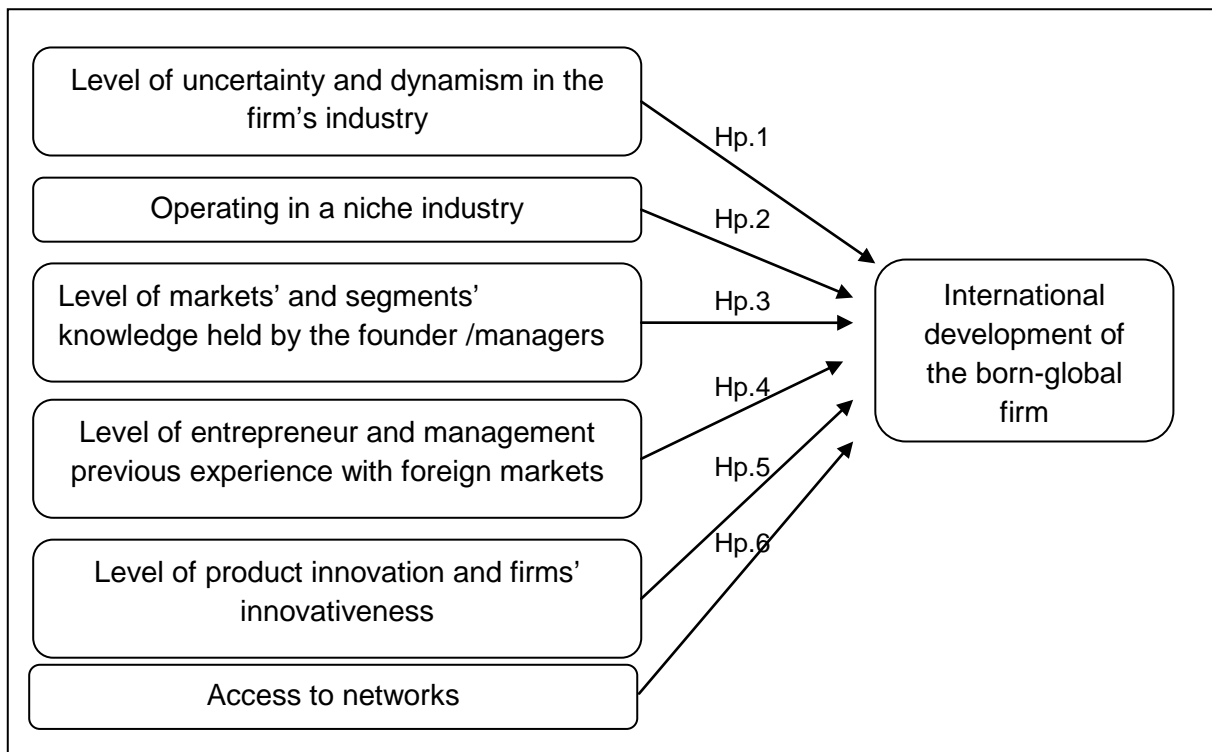 Level of uncertainty and dynamism in the
firm's industry
Hp.1
Operating in a niche industry
Hp.2
Level of markets' and segments'
knowledge held by the founder /managers
Hp.3
Level of entrepreneur and management
previous experience with foreign markets
Hp.4
Level of product innovation and firms'
innovativeness
Hp.5
Access to networks
Hp.6
International
development of
the born-global
firm